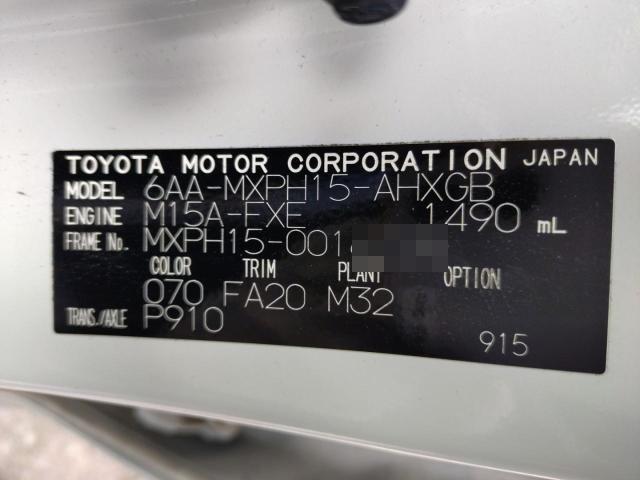 TOYOTA MOTOR CORPORATION JAPAN
MODEL 6AA-MXPH15-AHXGB
ENGINE M15A-FXE 1490 mL
FRAME No. MXPH15-001
COLOR TRIM PLANT OPTION
070 FA20 M32
TRANS./AXLE P910
915